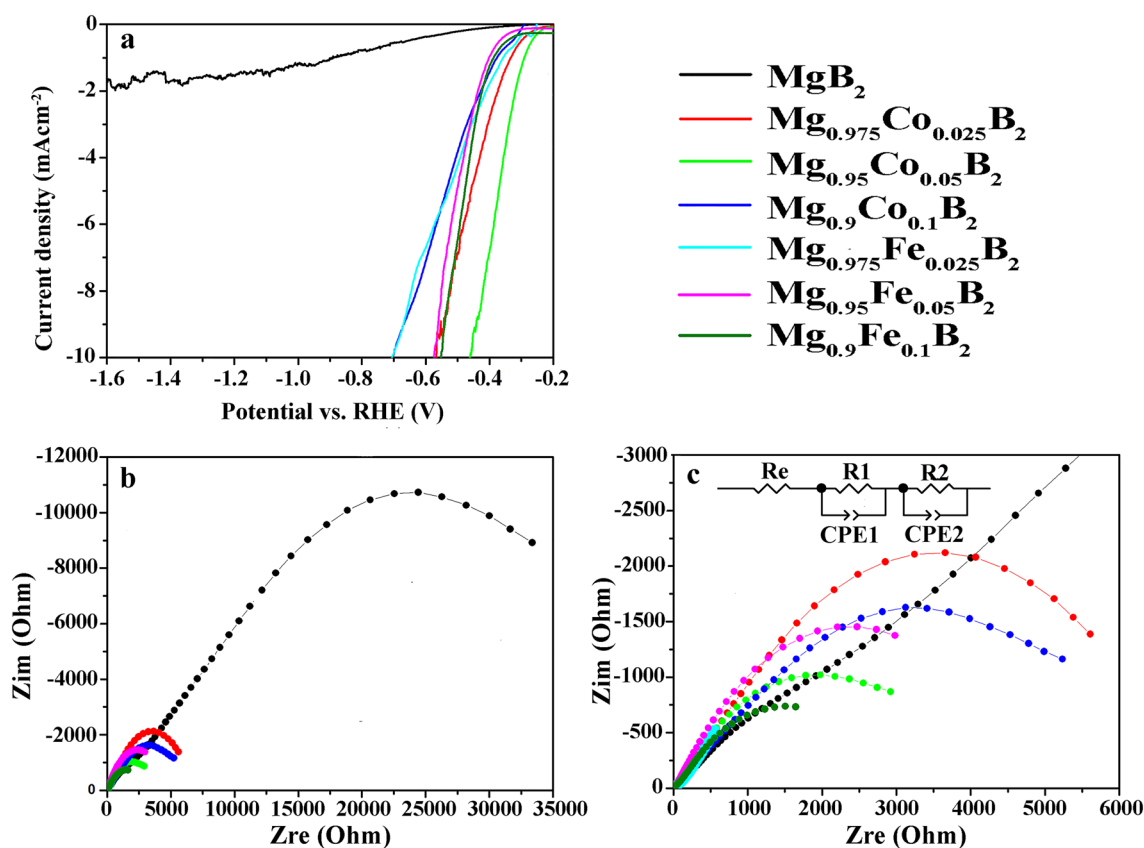 a
0
-2
-4
-6
-8
-10
Current density (mAcm⁻²)
-1.6 -1.4 -1.2 -1.0 -0.8 -0.6 -0.4 -0.2
Potential vs. RHE (V)
MgB₂
Mg₀.₉₇₅Co₀.₀₂₅B₂
Mg₀.₉₅Co₀.₀₅B₂
Mg₀.₉Co₀.₁B₂
Mg₀.₉₇₅Fe₀.₀₂₅B₂
Mg₀.₉₅Fe₀.₀₅B₂
Mg₀.₉Fe₀.₁B₂
b
-12000
-10000
-8000
-6000
-4000
-2000
0
Zim (Ohm)
0 5000 10000 15000 20000 25000 30000 35000
Zre (Ohm)
c
Re R1 R2
CPE1 CPE2
-3000
-2500
-2000
-1500
-1000
-500
0
Zim (Ohm)
0 1000 2000 3000 4000 5000 6000
Zre (Ohm)